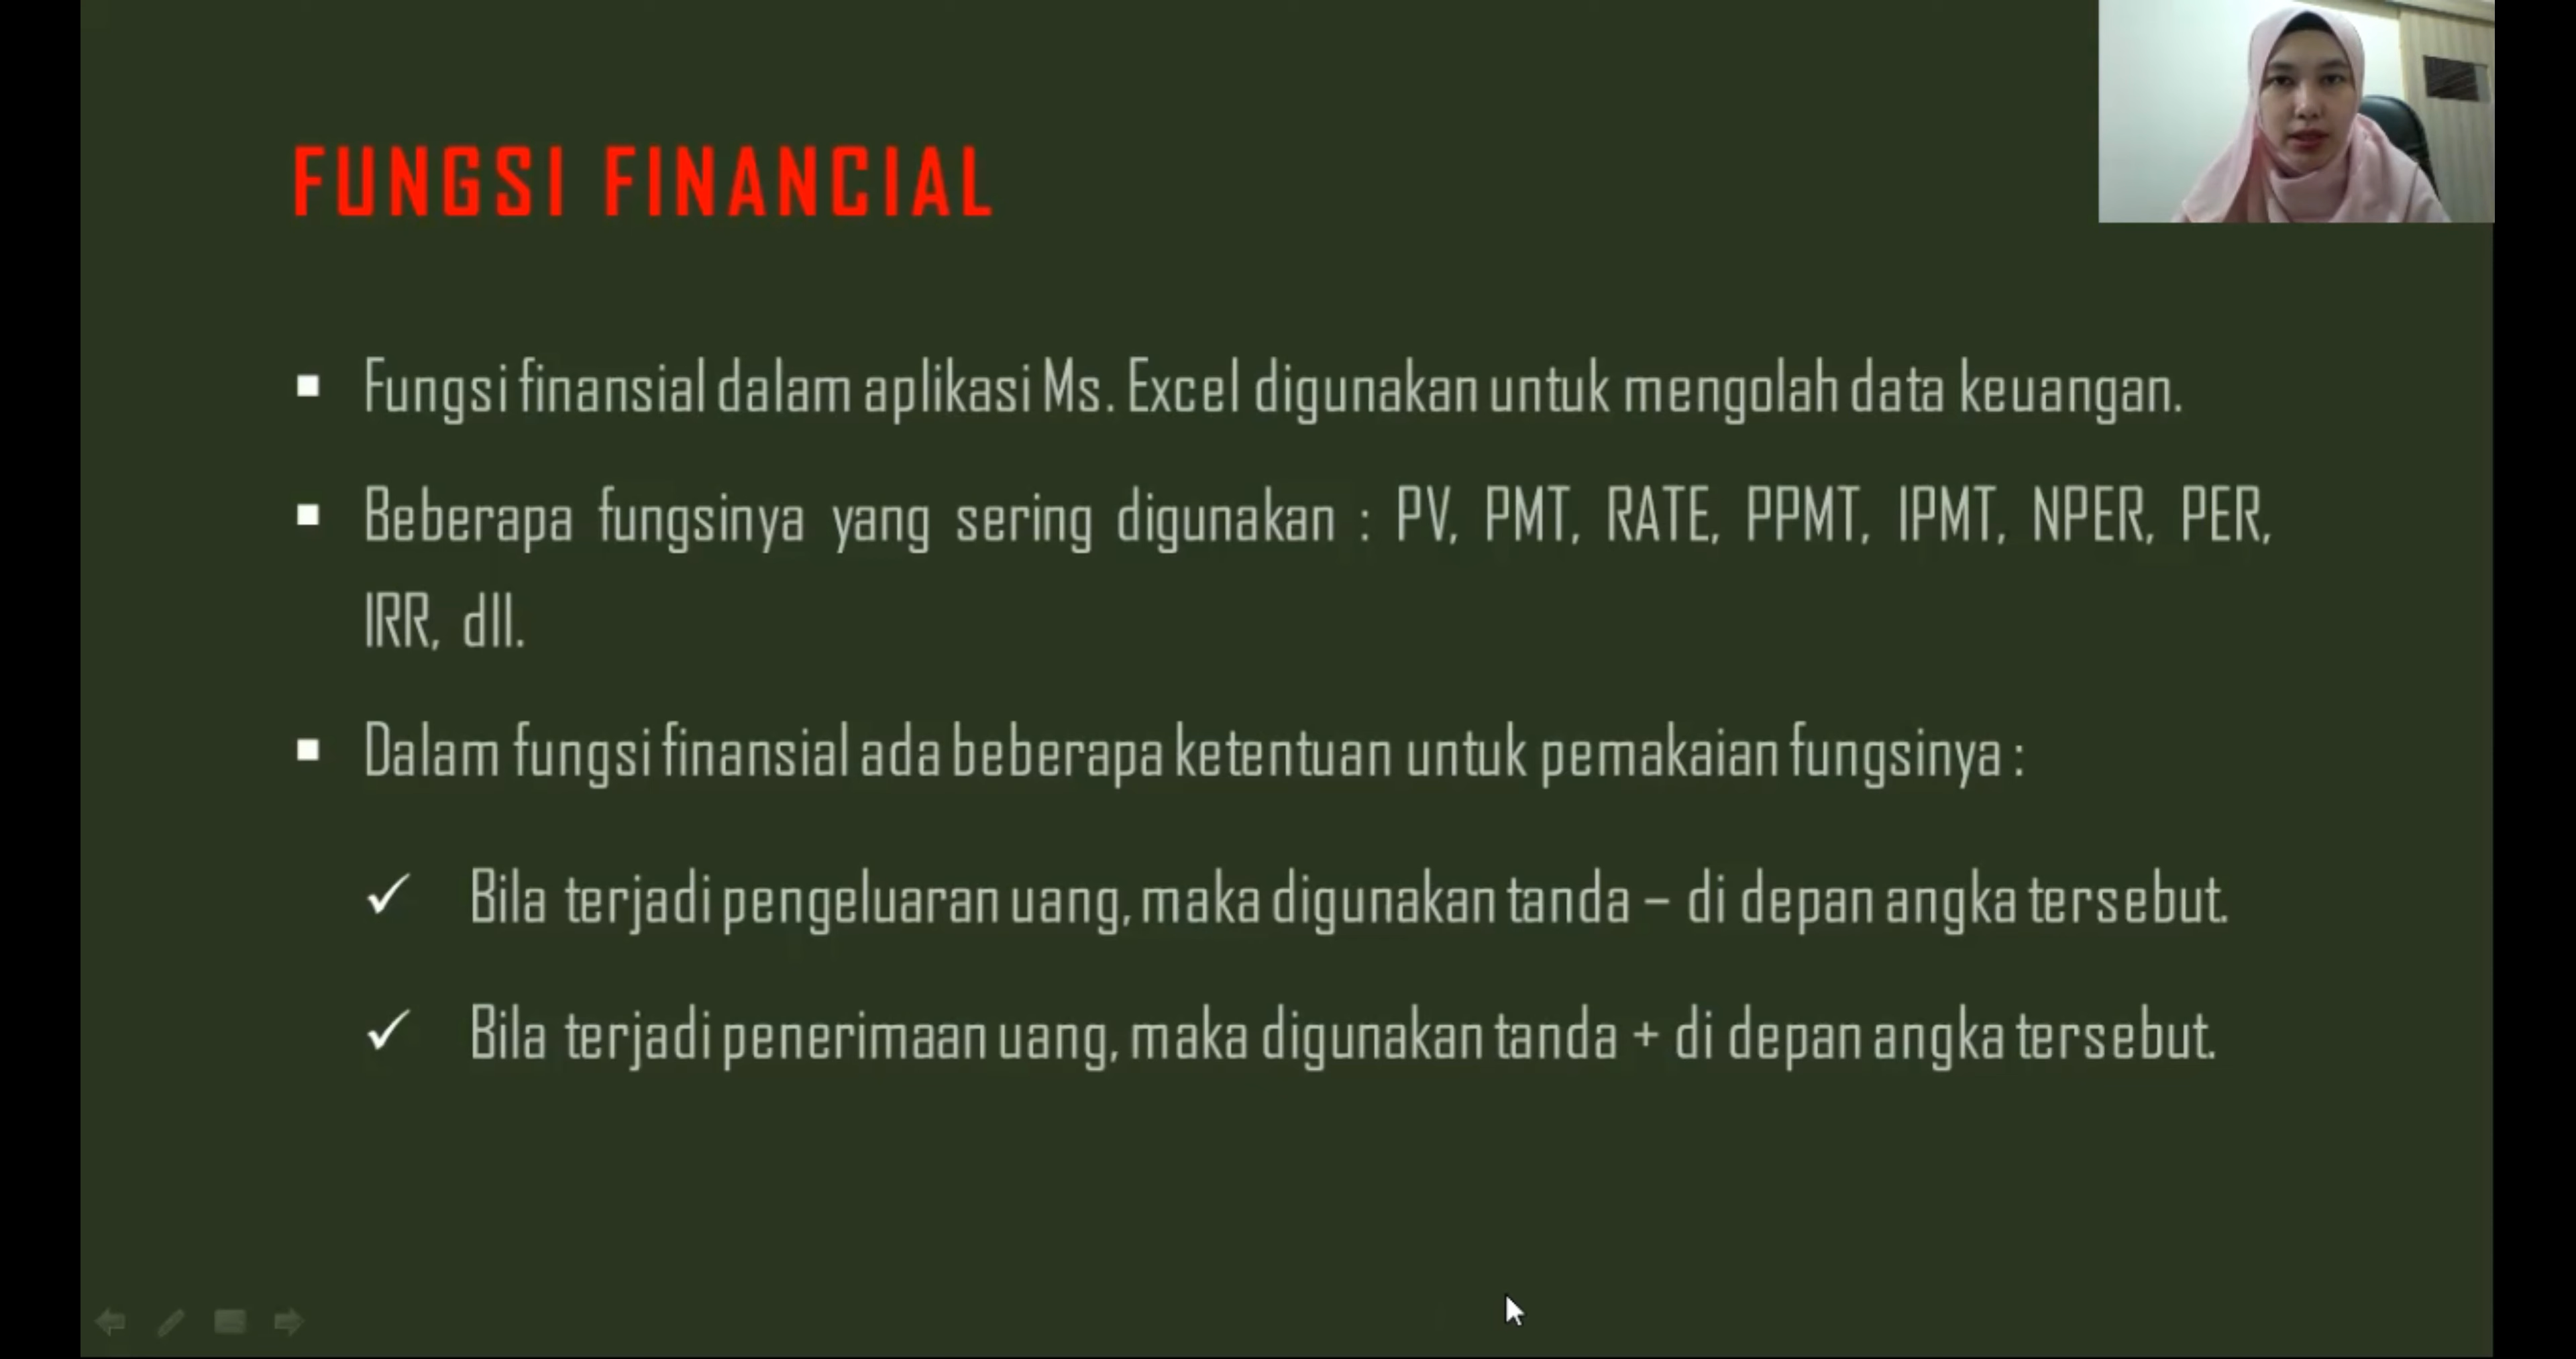 FUNGSI FINANCIAL
▪ Fungsi finansial dalam aplikasi Ms. Excel digunakan untuk mengolah data keuangan.
▪ Beberapa fungsinya yang sering digunakan : PV, PMT, RATE, PPMT, IPMT, NPER, PER,
IRR, dll.
▪ Dalam fungsi finansial ada beberapa ketentuan untuk pemakaian fungsinya :
✓ Bila terjadi pengeluaran uang, maka digunakan tanda – di depan angka tersebut.
✓ Bila terjadi penerimaan uang, maka digunakan tanda + di depan angka tersebut.